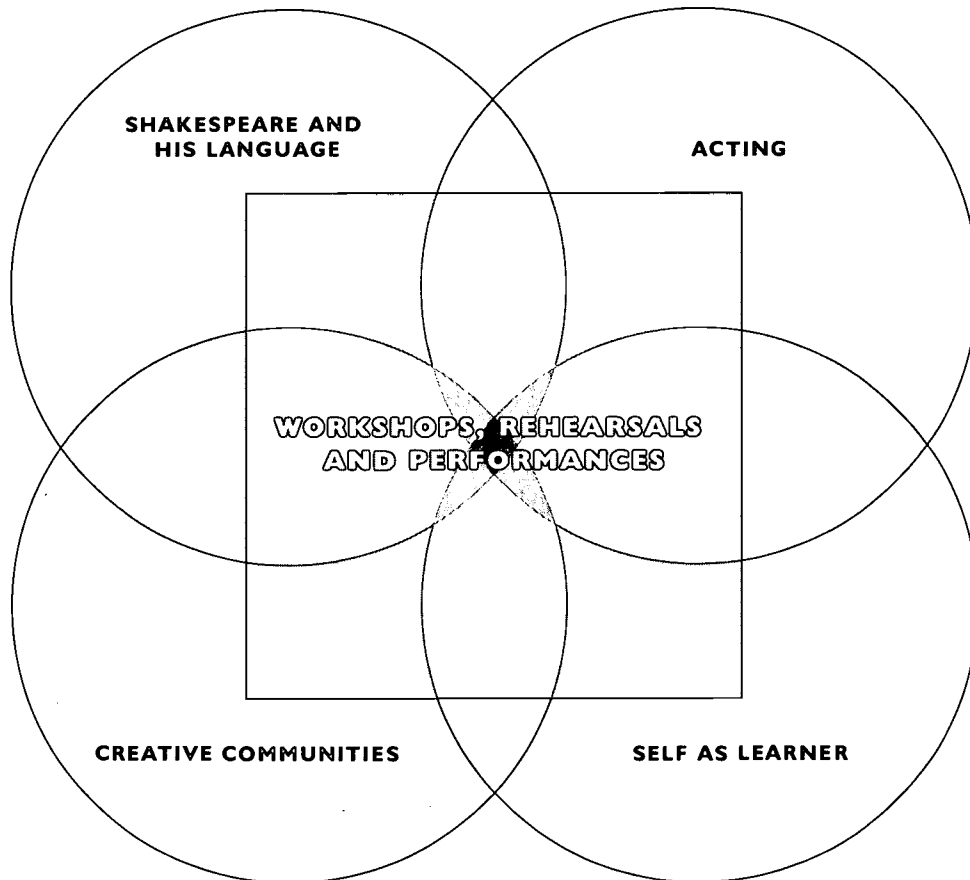 SHAKESPEARE AND
HIS LANGUAGE
ACTING
WORKSHOPS, REHEARSALS
AND PERFORMANCES
CREATIVE COMMUNITIES
SELF AS LEARNER